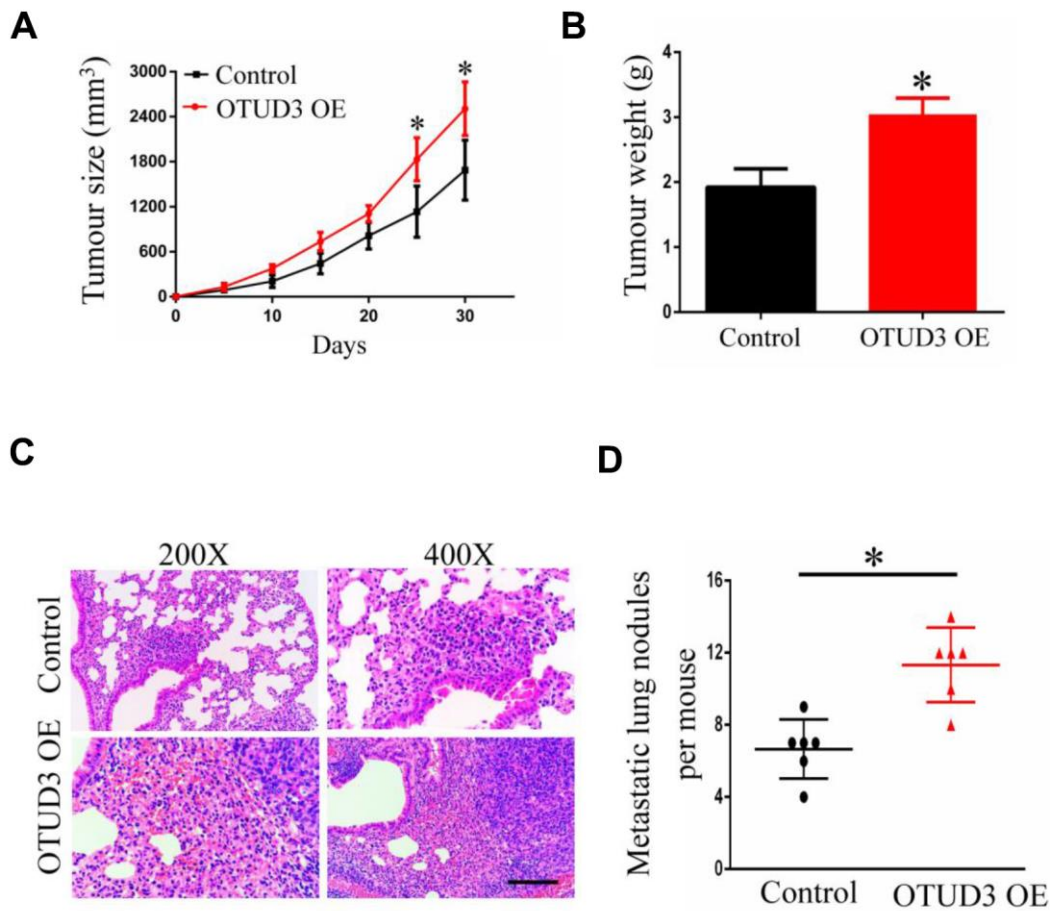 A
Tumour size (mm³)
3000
2400
1800
1200
600
0
Control
OTUD3 OE
*
*
0
10
20
30
Days
B
Tumour weight (g)
4
3
2
1
0
*
Control
OTUD3 OE
C
200X
400X
Control
OTUD3 OE
D
Metastatic lung nodules
per mouse
16
12
8
4
0
*
Control
OTUD3 OE